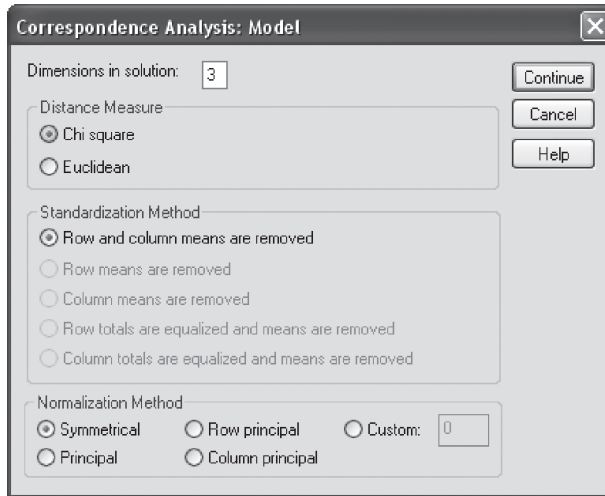 Correspondence Analysis: Model
Dimensions in solution: 3
Continue
Cancel
Help
Distance Measure
Chi square
Euclidean
Standardization Method
Row and column means are removed
Row means are removed
Column means are removed
Row totals are equalized and means are removed
Column totals are equalized and means are removed
Normalization Method
Symmetrical Row principal Custom: 0
Principal Column principal